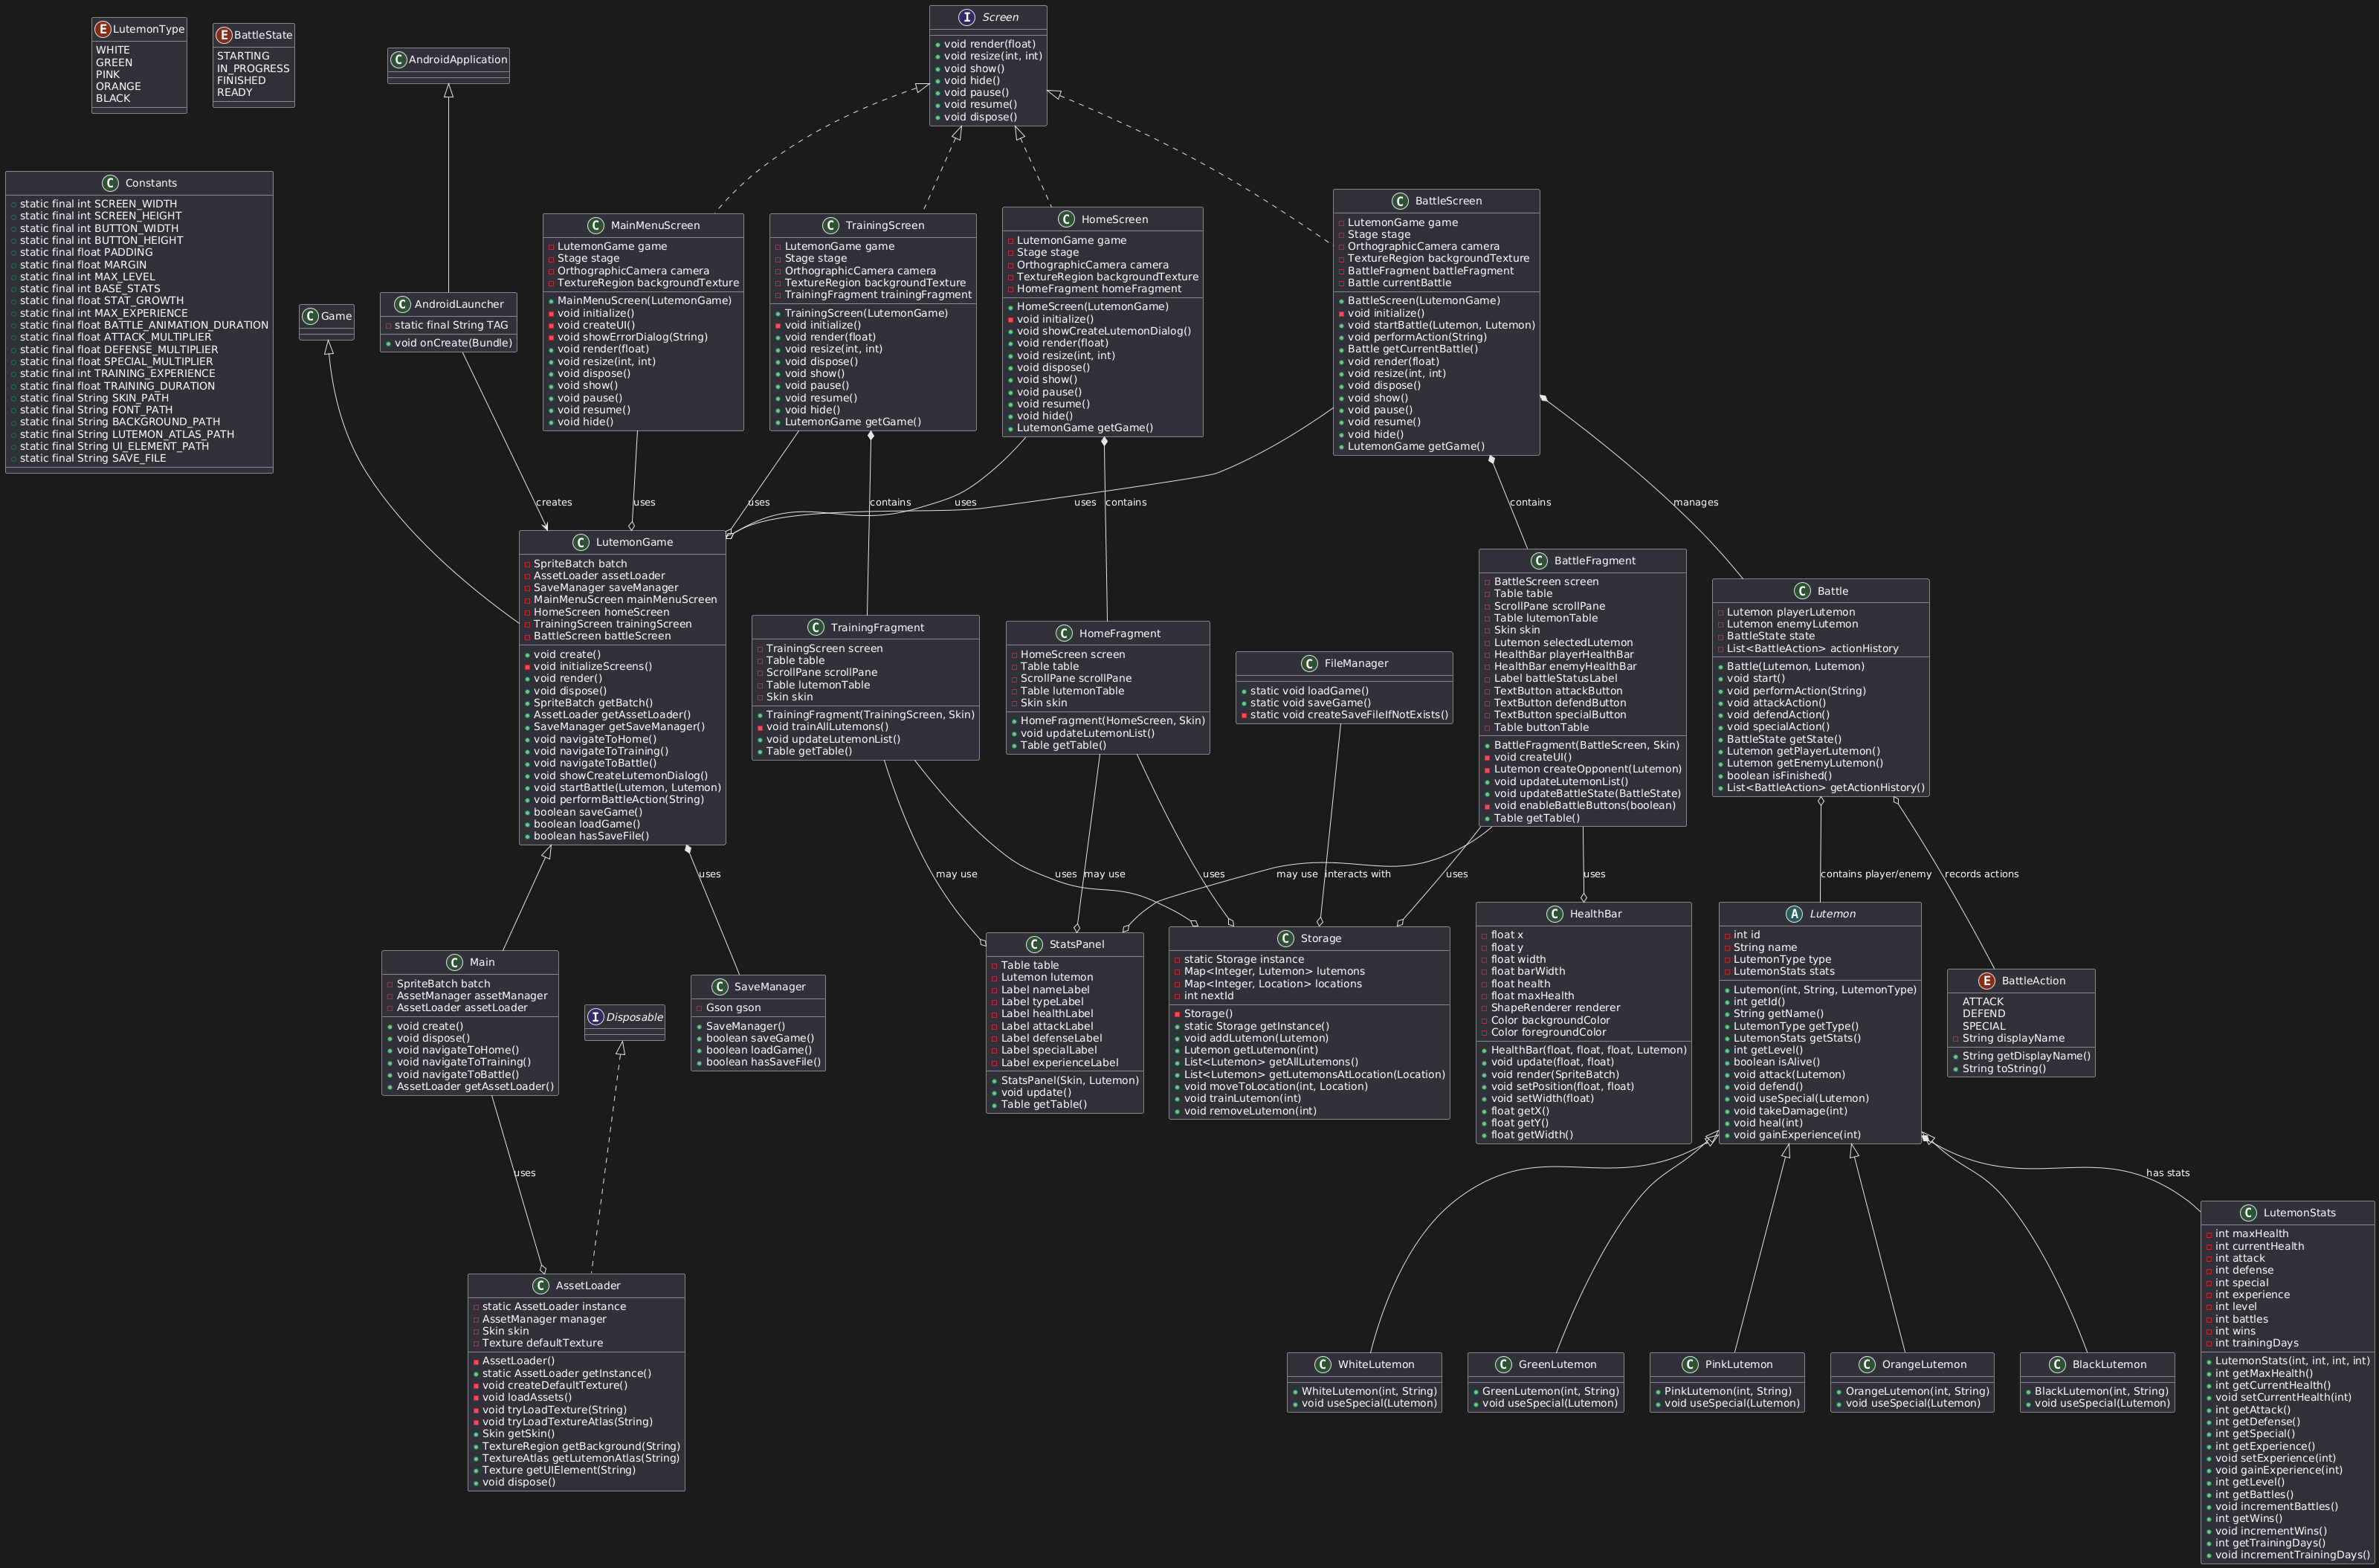 E LutemonType
WHITE
GREEN
PINK
ORANGE
BLACK
E BattleState
STARTING
IN_PROGRESS
FINISHED
READY
C AndroidApplication
I Screen
void render(float)
void resize(int, int)
void show()
void hide()
void pause()
void resume()
void dispose()
C Constants
static final int SCREEN_WIDTH
static final int SCREEN_HEIGHT
static final int BUTTON_WIDTH
static final int BUTTON_HEIGHT
static final float PADDING
static final float MARGIN
static final int MAX_LEVEL
static final int BASE_STATS
static final float STAT_GROWTH
static final int MAX_EXPERIENCE
static final float BATTLE_ANIMATION_DURATION
static final float ATTACK_MULTIPLIER
static final float DEFENSE_MULTIPLIER
static final float SPECIAL_MULTIPLIER
static final int TRAINING_EXPERIENCE
static final float TRAINING_DURATION
static final String SKIN_PATH
static final String FONT_PATH
static final String BACKGROUND_PATH
static final String LUTEMON_ATLAS_PATH
static final String UI_ELEMENT_PATH
static final String SAVE_FILE
C Game
C AndroidLauncher
static final String TAG
void onCreate(Bundle)
C MainMenuScreen
LutemonGame game
Stage stage
OrthographicCamera camera
TextureRegion backgroundTexture
MainMenuScreen(LutemonGame)
void initialize()
void createUI()
void showErrorDialog(String)
void render(float)
void resize(int, int)
void dispose()
void show()
void pause()
void resume()
void hide()
C TrainingScreen
LutemonGame game
Stage stage
OrthographicCamera camera
TextureRegion backgroundTexture
TrainingFragment trainingFragment
TrainingScreen(LutemonGame)
void initialize()
void render(float)
void resize(int, int)
void dispose()
void show()
void pause()
void resume()
void hide()
LutemonGame getGame()
C HomeScreen
LutemonGame game
Stage stage
OrthographicCamera camera
TextureRegion backgroundTexture
HomeFragment homeFragment
HomeScreen(LutemonGame)
void initialize()
void showCreateLutemonDialog()
void render(float)
void resize(int, int)
void dispose()
void show()
void pause()
void resume()
void hide()
LutemonGame getGame()
C BattleScreen
LutemonGame game
Stage stage
OrthographicCamera camera
TextureRegion backgroundTexture
BattleFragment battleFragment
Battle currentBattle
BattleScreen(LutemonGame)
void initialize()
void startBattle(Lutemon, Lutemon)
void performAction(String)
Battle getCurrentBattle()
void render(float)
void resize(int, int)
void dispose()
void show()
void pause()
void resume()
void hide()
LutemonGame getGame()
creates
uses
uses
contains
uses
contains
uses
contains
manages
C LutemonGame
SpriteBatch batch
AssetLoader assetLoader
SaveManager saveManager
MainMenuScreen mainMenuScreen
HomeScreen homeScreen
TrainingScreen trainingScreen
BattleScreen battleScreen
void create()
void initializeScreens()
void render()
void dispose()
SpriteBatch getBatch()
AssetLoader getAssetLoader()
SaveManager getSaveManager()
void navigateToHome()
void navigateToTraining()
void navigateToBattle()
void showCreateLutemonDialog()
void startBattle(Lutemon, Lutemon)
void performBattleAction(String)
boolean saveGame()
boolean loadGame()
boolean hasSaveFile()
C TrainingFragment
TrainingScreen screen
Table table
ScrollPane scrollPane
Table lutemonTable
Skin skin
TrainingFragment(TrainingScreen, Skin)
void trainAllLutemons()
void updateLutemonList()
Table getTable()
C HomeFragment
HomeScreen screen
Table table
ScrollPane scrollPane
Table lutemonTable
Skin skin
HomeFragment(HomeScreen, Skin)
void updateLutemonList()
Table getTable()
C FileManager
static void loadGame()
static void saveGame()
static void createSaveFileIfNotExists()
C BattleFragment
BattleScreen screen
Table table
ScrollPane scrollPane
Table lutemonTable
Skin skin
Lutemon selectedLutemon
HealthBar playerHealthBar
HealthBar enemyHealthBar
Label battleStatusLabel
TextButton attackButton
TextButton defendButton
TextButton specialButton
Table buttonTable
BattleFragment(BattleScreen, Skin)
void createUI()
Lutemon createOpponent(Lutemon)
void updateLutemonList()
void updateBattleState(BattleState)
void enableBattleButtons(boolean)
Table getTable()
C Battle
Lutemon playerLutemon
Lutemon enemyLutemon
BattleState state
List<BattleAction> actionHistory
Battle(Lutemon, Lutemon)
void start()
void performAction(String)
void attackAction()
void defendAction()
void specialAction()
BattleState getState()
Lutemon getPlayerLutemon()
Lutemon getEnemyLutemon()
boolean isFinished()
List<BattleAction> getActionHistory()
uses
may use
uses
may use
uses
may use
interacts with
uses
uses
contains player/enemy
records actions
C Main
SpriteBatch batch
AssetManager assetManager
AssetLoader assetLoader
void create()
void dispose()
void navigateToHome()
void navigateToTraining()
void navigateToBattle()
AssetLoader getAssetLoader()
I Disposable
C SaveManager
Gson gson
SaveManager()
boolean saveGame()
boolean loadGame()
boolean hasSaveFile()
C StatsPanel
Table table
Lutemon lutemon
Label nameLabel
Label typeLabel
Label healthLabel
Label attackLabel
Label defenseLabel
Label specialLabel
Label experienceLabel
StatsPanel(Skin, Lutemon)
void update()
Table getTable()
C Storage
static Storage instance
Map<Integer, Lutemon> lutemons
Map<Integer, Location> locations
int nextId
Storage()
static Storage getInstance()
void addLutemon(Lutemon)
Lutemon getLutemon(int)
List<Lutemon> getAllLutemons()
List<Lutemon> getLutemonsAtLocation(Location)
void moveToLocation(int, Location)
void trainLutemon(int)
void removeLutemon(int)
C HealthBar
float x
float y
float width
float barWidth
float health
float maxHealth
ShapeRenderer renderer
Color backgroundColor
Color foregroundColor
HealthBar(float, float, float, Lutemon)
void update(float, float)
void render(SpriteBatch)
void setPosition(float, float)
void setWidth(float)
float getX()
float getY()
float getWidth()
A Lutemon
int id
String name
LutemonType type
LutemonStats stats
Lutemon(int, String, LutemonType)
int getId()
String getName()
LutemonType getType()
LutemonStats getStats()
int getLevel()
boolean isAlive()
void attack(Lutemon)
void defend()
void useSpecial(Lutemon)
void takeDamage(int)
void heal(int)
void gainExperience(int)
E BattleAction
ATTACK
DEFEND
SPECIAL
String displayName
String getDisplayName()
String toString()
uses
has stats
C AssetLoader
static AssetLoader instance
AssetManager manager
Skin skin
Texture defaultTexture
AssetLoader()
static AssetLoader getInstance()
void createDefaultTexture()
void loadAssets()
void tryLoadTexture(String)
void tryLoadTextureAtlas(String)
Skin getSkin()
TextureRegion getBackground(String)
TextureAtlas getLutemonAtlas(String)
Texture getUIElement(String)
void dispose()
C WhiteLutemon
WhiteLutemon(int, String)
void useSpecial(Lutemon)
C GreenLutemon
GreenLutemon(int, String)
void useSpecial(Lutemon)
C PinkLutemon
PinkLutemon(int, String)
void useSpecial(Lutemon)
C OrangeLutemon
OrangeLutemon(int, String)
void useSpecial(Lutemon)
C BlackLutemon
BlackLutemon(int, String)
void useSpecial(Lutemon)
C LutemonStats
int maxHealth
int currentHealth
int attack
int defense
int special
int experience
int level
int battles
int wins
int trainingDays
LutemonStats(int, int, int, int)
int getMaxHealth()
int getCurrentHealth()
void setCurrentHealth(int)
int getAttack()
int getDefense()
int getSpecial()
int getExperience()
void setExperience(int)
void gainExperience(int)
int getLevel()
int getBattles()
void incrementBattles()
int getWins()
void incrementWins()
int getTrainingDays()
void incrementTrainingDays()